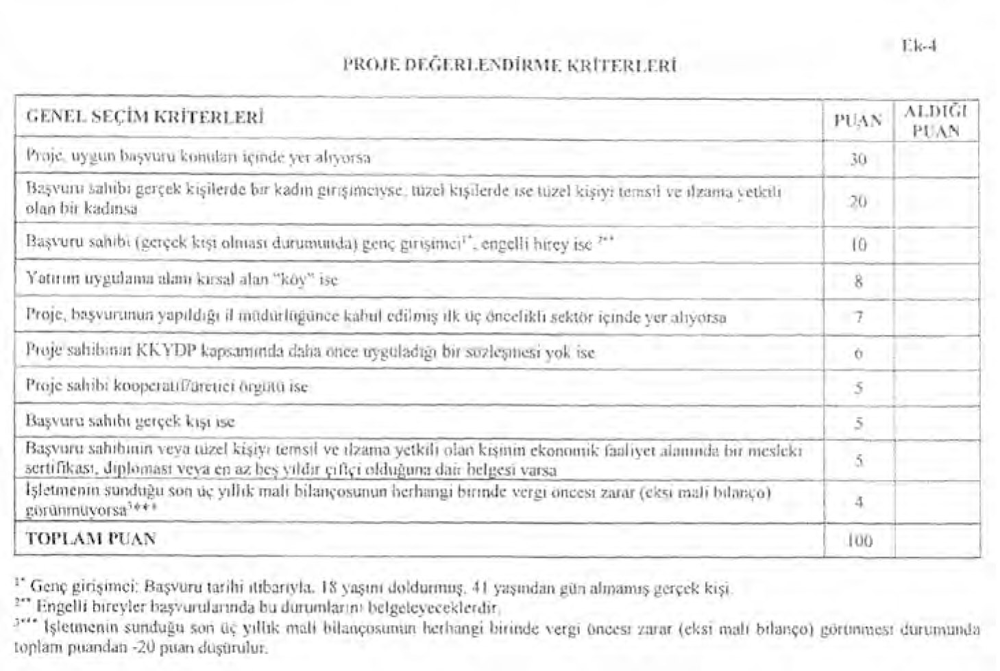 Ek-4
PROJE DEĞERLENDİRME KRİTERLERİ
GENEL SEÇİM KRİTERLERİ
PUAN
ALDIĞI
PUAN
Proje, uygun başvuru konuları içinde yer alıyorsa
30
Başvuru sahibi gerçek kişilerde bir kadın girişimciyse, tüzel kişilerde ise tüzel kişiyi temsil ve ilzama yetkili
olan bir kadınsa
20
Başvuru sahibi (gerçek kişi olması durumunda) genç girişimci¹*, engelli birey ise ²**
10
Yatırım uygulama alanı kırsal alan "köy" ise
8
Proje, başvurunun yapıldığı il müdürlüğünce kabul edilmiş ilk üç öncelikli sektör içinde yer alıyorsa
7
Proje sahibinin KKYDP kapsamında daha önce uyguladığı bir sözleşmesi yok ise
6
Proje sahibi kooperatif/üretici örgütü ise
5
Başvuru sahibi gerçek kişi ise
5
Başvuru sahibinin veya tüzel kişiyi temsil ve ilzama yetkili olan kişinin ekonomik faaliyet alanında bir mesleki
sertifikası, diploması veya en az beş yıldır çiftçi olduğuna dair belgesi varsa
5
İşletmenin sunduğu son üç yıllık mali bilançosunun herhangi birinde vergi öncesi zarar (eksi mali bilanço)
görünmüyorsa³***
4
TOPLAM PUAN
100
¹* Genç girişimci: Başvuru tarihi itibarıyla, 18 yaşını doldurmuş, 41 yaşından gün almamış gerçek kişi.
²** Engelli bireyler başvurularında bu durumlarını belgeleyeceklerdir.
³*** İşletmenin sunduğu son üç yıllık mali bilançosunun herhangi birinde vergi öncesi zarar (eksi mali bilanço) görünmesi durumunda
toplam puandan -20 puan düşürülür.